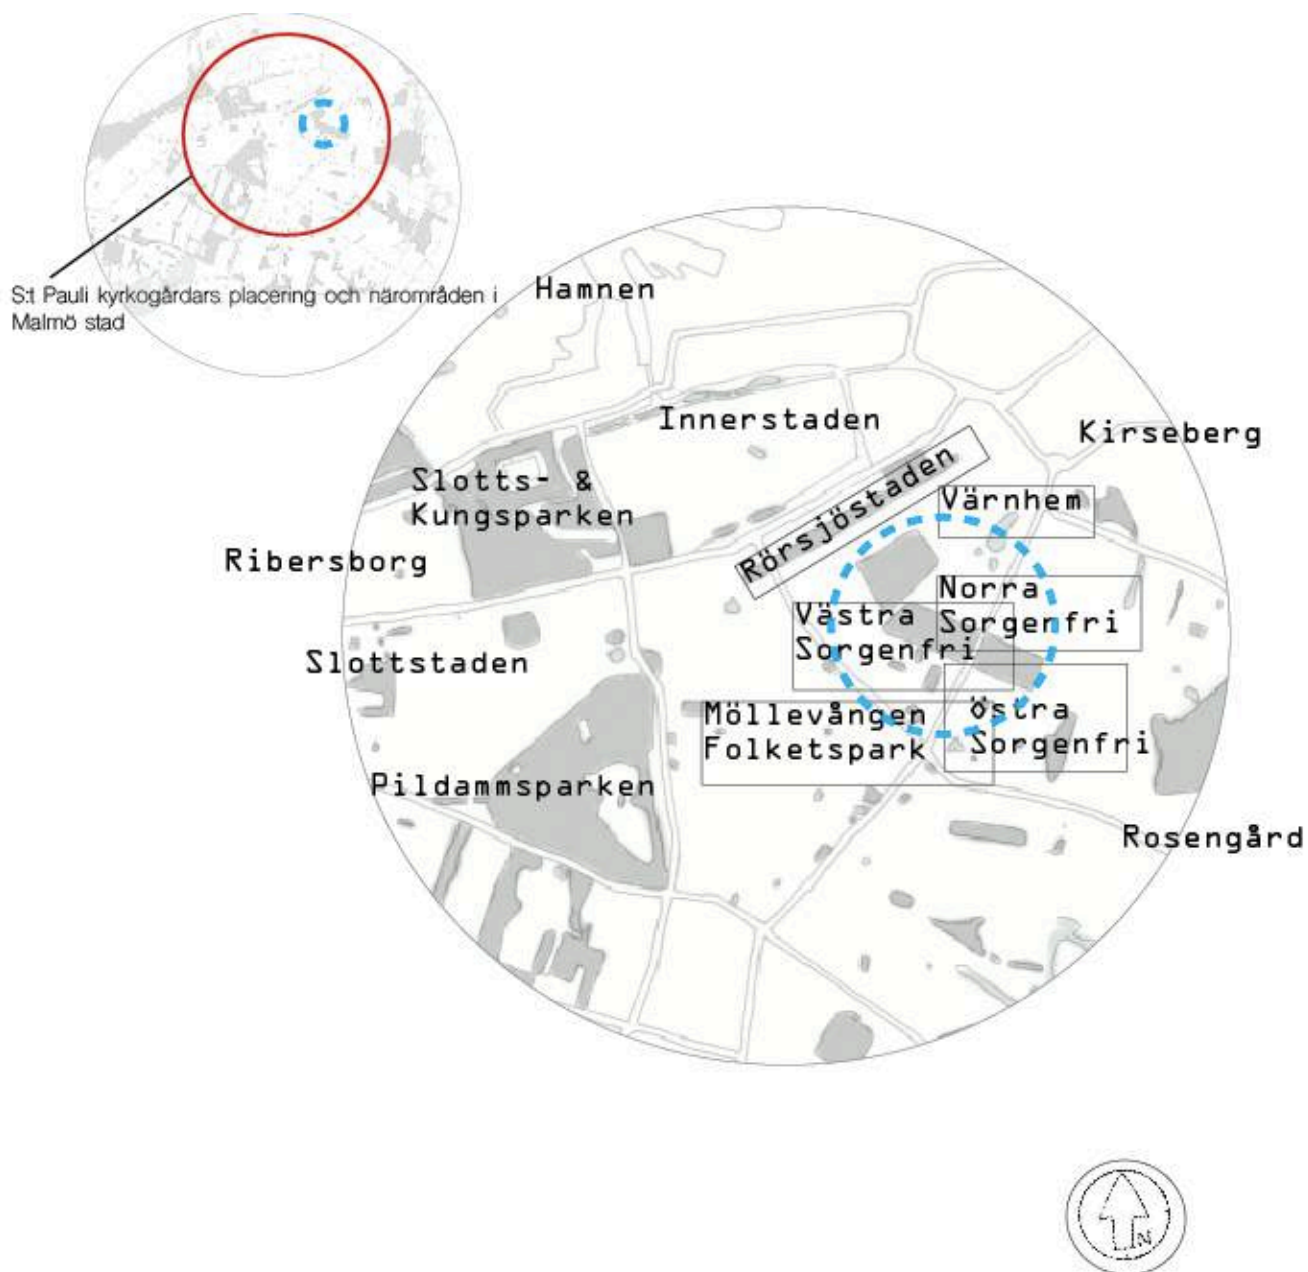 S:t Pauli kyrkogårdars placering och närområden i
Malmö stad
Hamnen
Innerstaden
Kirseberg
Slotts- &
Kungsparken
Rörsjöstaden
Värnhem
Ribersborg
Norra
Sorgenfri
Västra
Sorgenfri
Slottstaden
Möllevången
Folketspark
Östra
Sorgenfri
Pildammsparken
Rosengård
N